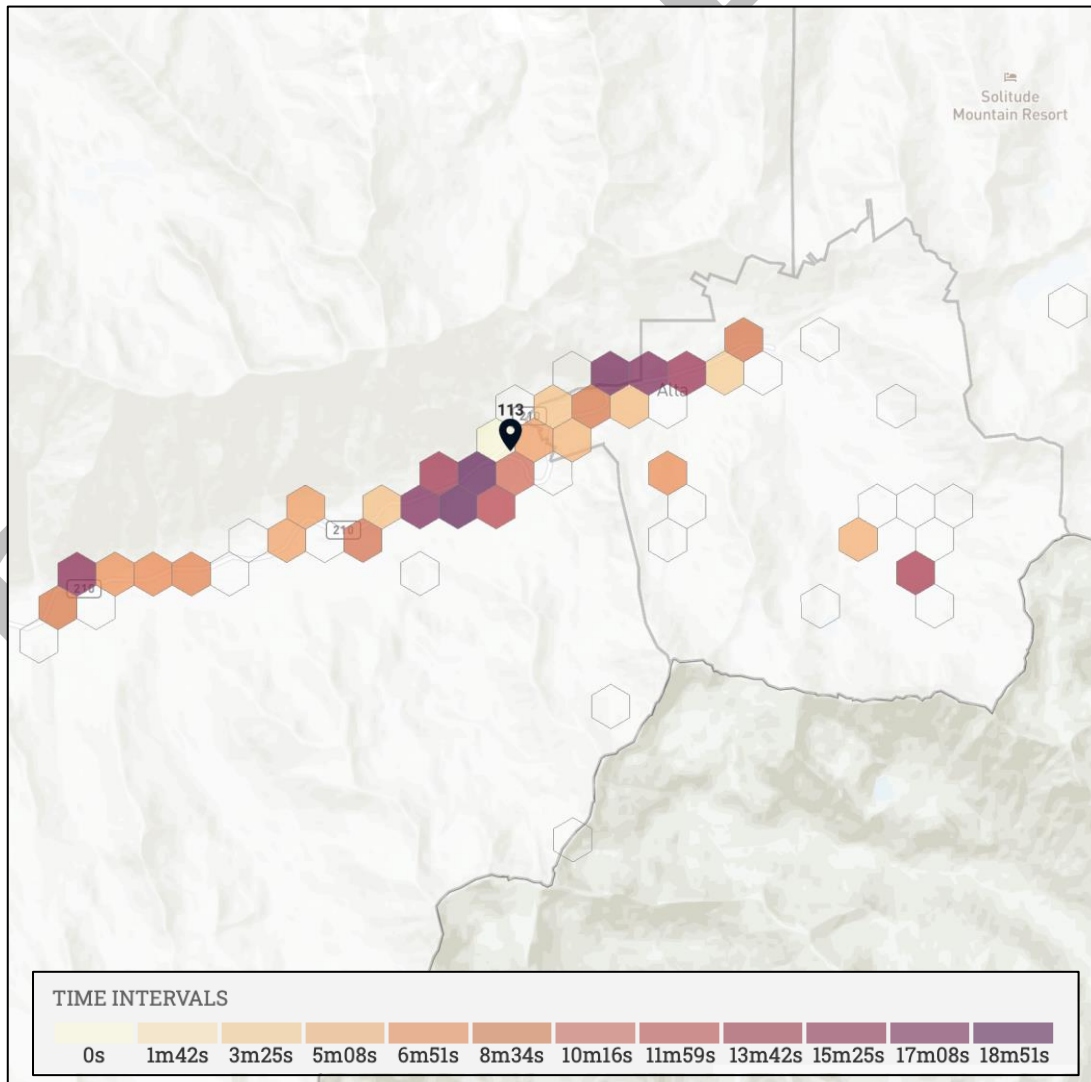 Solitude
Mountain Resort
Alta
113
210
210
210
TIME INTERVALS
0s 1m42s 3m25s 5m08s 6m51s 8m34s 10m16s 11m59s 13m42s 15m25s 17m08s 18m51s